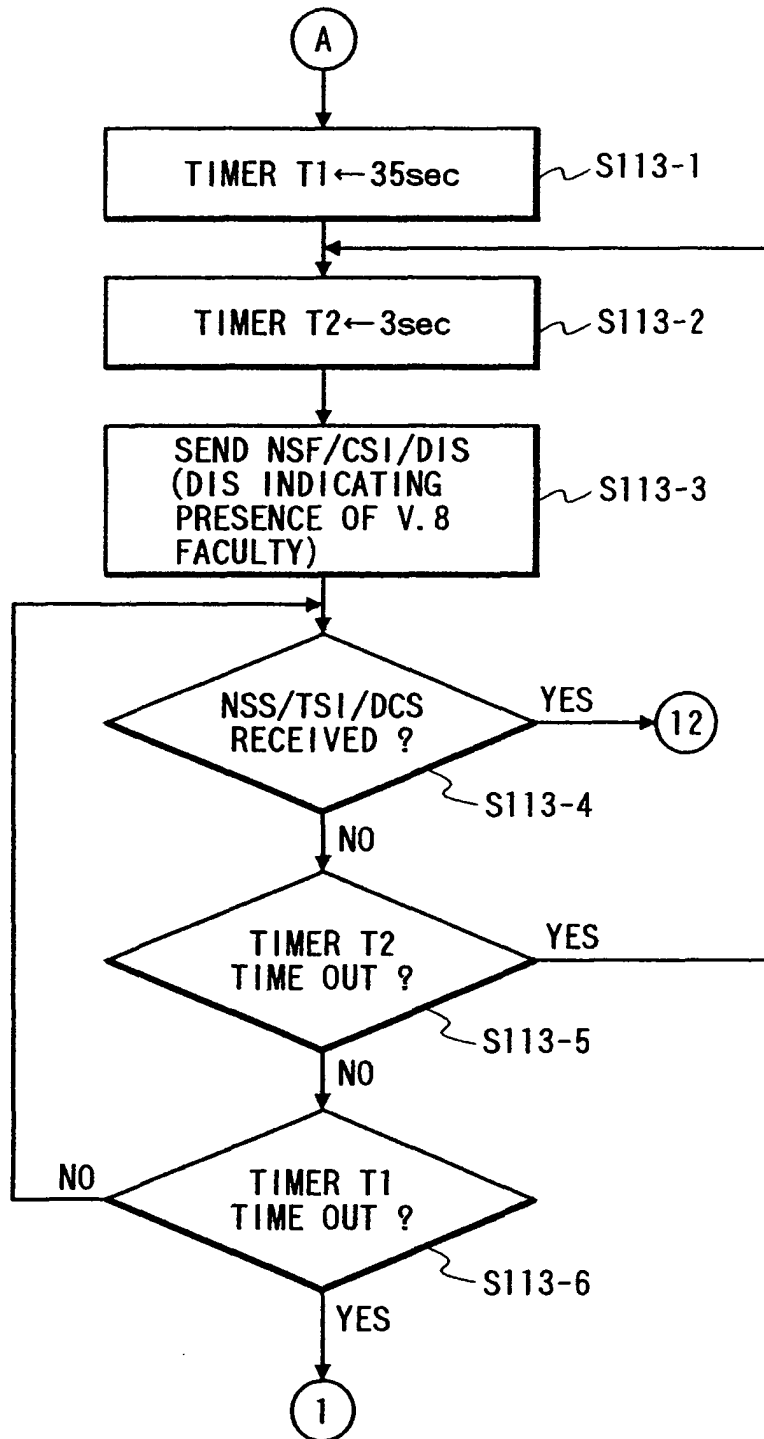 A
TIMER T1←35sec
S113-1
TIMER T2←3sec
S113-2
SEND NSF/CSI/DIS
(DIS INDICATING
PRESENCE OF V.8
FACULTY)
S113-3
NSS/TSI/DCS
RECEIVED ?
YES
12
S113-4
NO
TIMER T2
TIME OUT ?
YES
S113-5
NO
TIMER T1
TIME OUT ?
NO
S113-6
YES
1